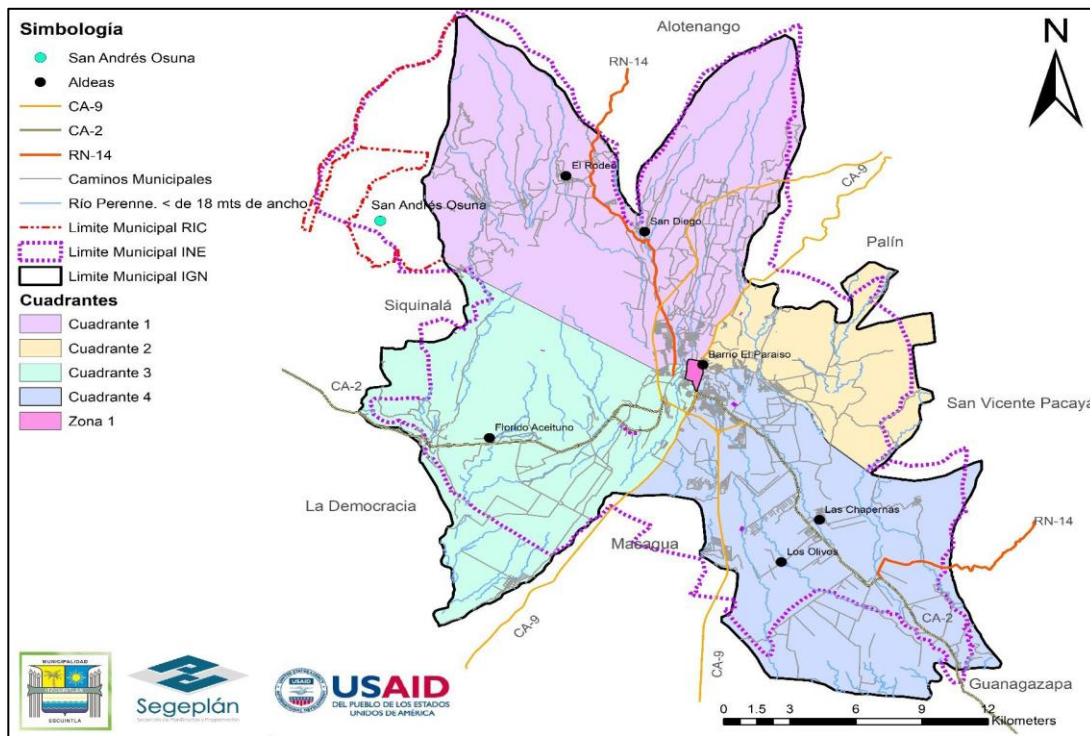 Simbología
San Andrés Osuna
Aldeas
CA-9
CA-2
RN-14
Caminos Municipales
Río Perenne. < de 18 mts de ancho
Limite Municipal RIC
Limite Municipal INE
Limite Municipal IGN
Cuadrantes
Cuadrante 1
Cuadrante 2
Cuadrante 3
Cuadrante 4
Zona 1
Alotenango
N
RN-14
El Rodeo
CA-9
San Andrés Osuna
San Diego
Palín
Siquinalá
Barrio El Paraiso
CA-2
San Vicente Pacayá
Florido Aceituno
La Democracia
Las Chapernas
RN-14
Masagua
Los Olivos
CA-9
CA-2
CA-9
Guanagazapa
MUNICIPALIDAD
ESCUINTLA
Segeplán
USAID
DEL PUEBLO DE LOS ESTADOS
UNIDOS DE AMÉRICA
0 1.5 3 6 9 12
Kilometers